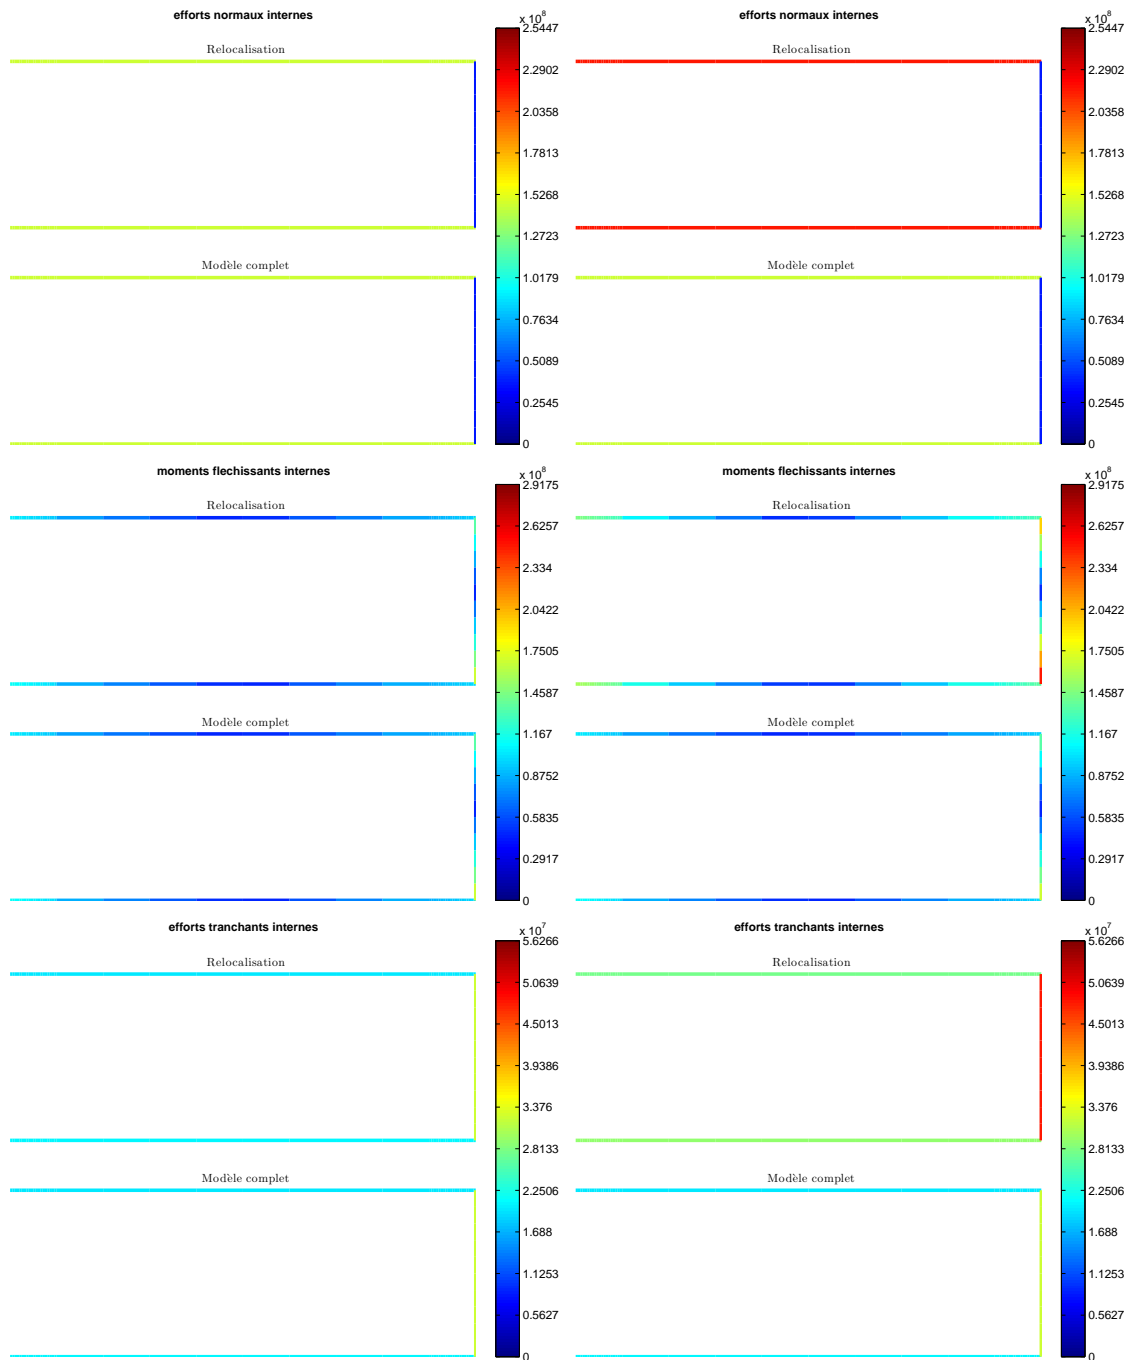 efforts normaux internes
Relocalisation
Modèle complet
x 10^8
2.5447
2.2902
2.0358
1.7813
1.5268
1.2723
1.0179
0.7634
0.5089
0.2545
0
efforts normaux internes
Relocalisation
Modèle complet
x 10^8
2.5447
2.2902
2.0358
1.7813
1.5268
1.2723
1.0179
0.7634
0.5089
0.2545
0
moments flechissants internes
Relocalisation
Modèle complet
x 10^8
2.9175
2.6257
2.334
2.0422
1.7505
1.4587
1.167
0.8752
0.5835
0.2917
0
moments flechissants internes
Relocalisation
Modèle complet
x 10^8
2.9175
2.6257
2.334
2.0422
1.7505
1.4587
1.167
0.8752
0.5835
0.2917
0
efforts tranchants internes
Relocalisation
Modèle complet
x 10^7
5.6266
5.0639
4.5013
3.9386
3.376
2.8133
2.2506
1.688
1.1253
0.5627
0
efforts tranchants internes
Relocalisation
Modèle complet
x 10^7
5.6266
5.0639
4.5013
3.9386
3.376
2.8133
2.2506
1.688
1.1253
0.5627
0